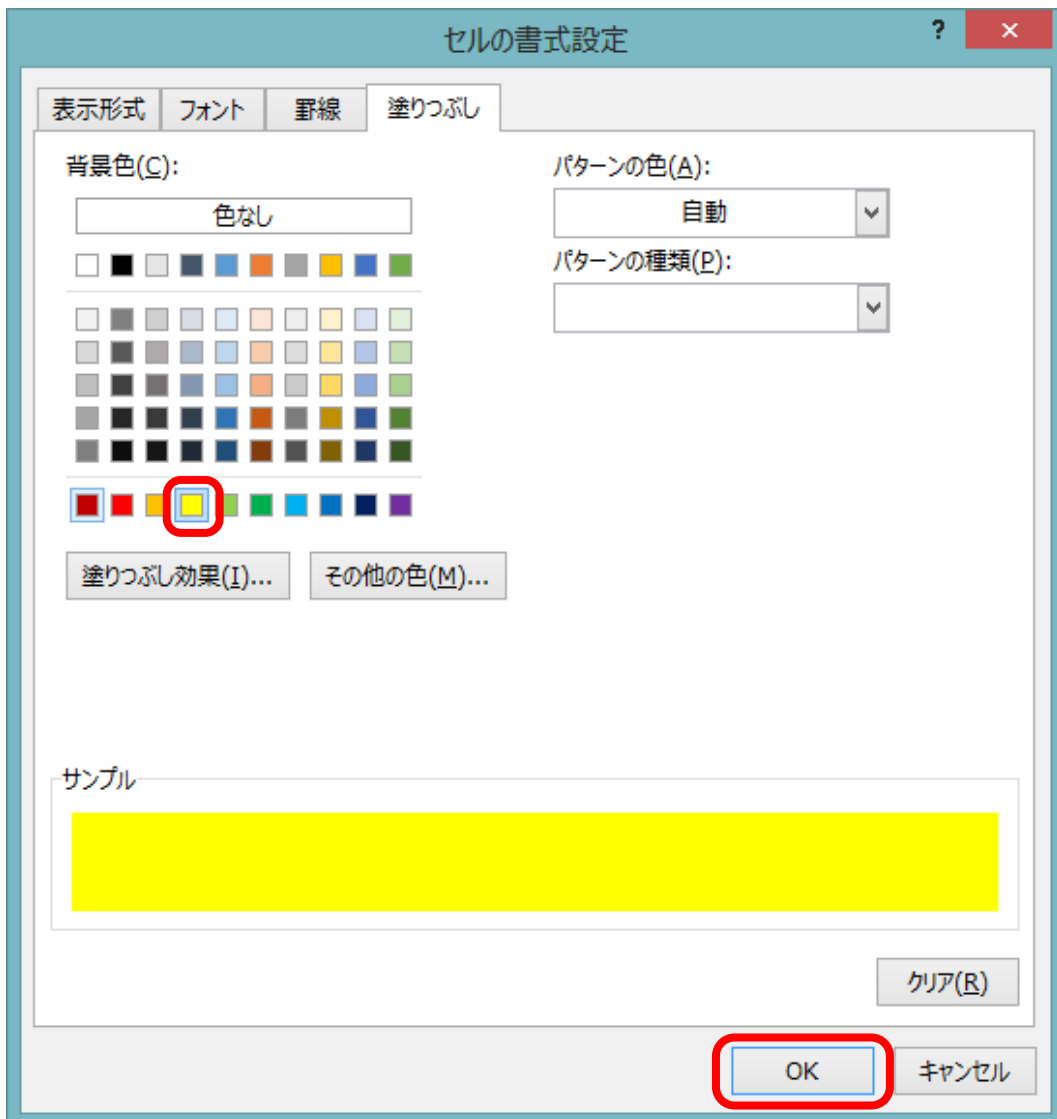 セルの書式設定
?
×
表示形式
フォント
罫線
塗りつぶし
背景色(C):
色なし
パターンの色(A):
自動
パターンの種類(P):
塗りつぶし効果(I)...
その他の色(M)...
サンプル
クリア(R)
OK
キャンセル